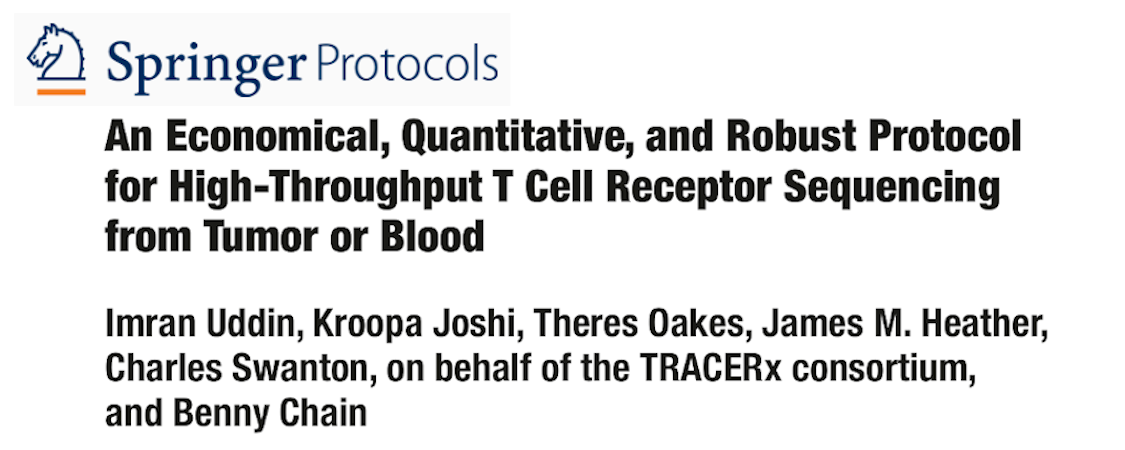 Springer Protocols
An Economical, Quantitative, and Robust Protocol
for High-Throughput T Cell Receptor Sequencing
from Tumor or Blood
Imran Uddin, Kroopa Joshi, Theres Oakes, James M. Heather,
Charles Swanton, on behalf of the TRACERx consortium,
and Benny Chain